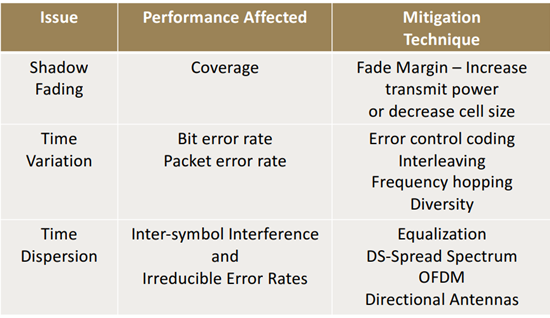 Issue
Performance Affected
Mitigation
Technique
Shadow
Fading
Coverage
Fade Margin – Increase
transmit power
or decrease cell size
Time
Variation
Bit error rate
Packet error rate
Error control coding
Interleaving
Frequency hopping
Diversity
Time
Dispersion
Inter-symbol Interference
and
Irreducible Error Rates
Equalization
DS-Spread Spectrum
OFDM
Directional Antennas